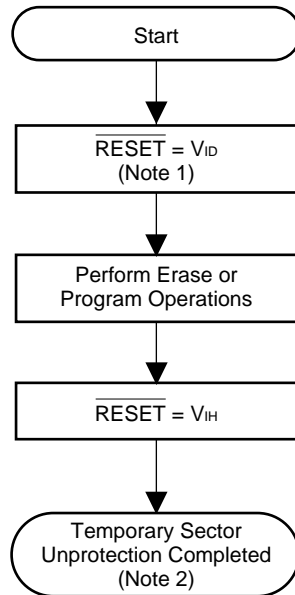 Start
RESET = VID
(Note 1)
Perform Erase or
Program Operations
RESET = VIH
Temporary Sector
Unprotection Completed
(Note 2)